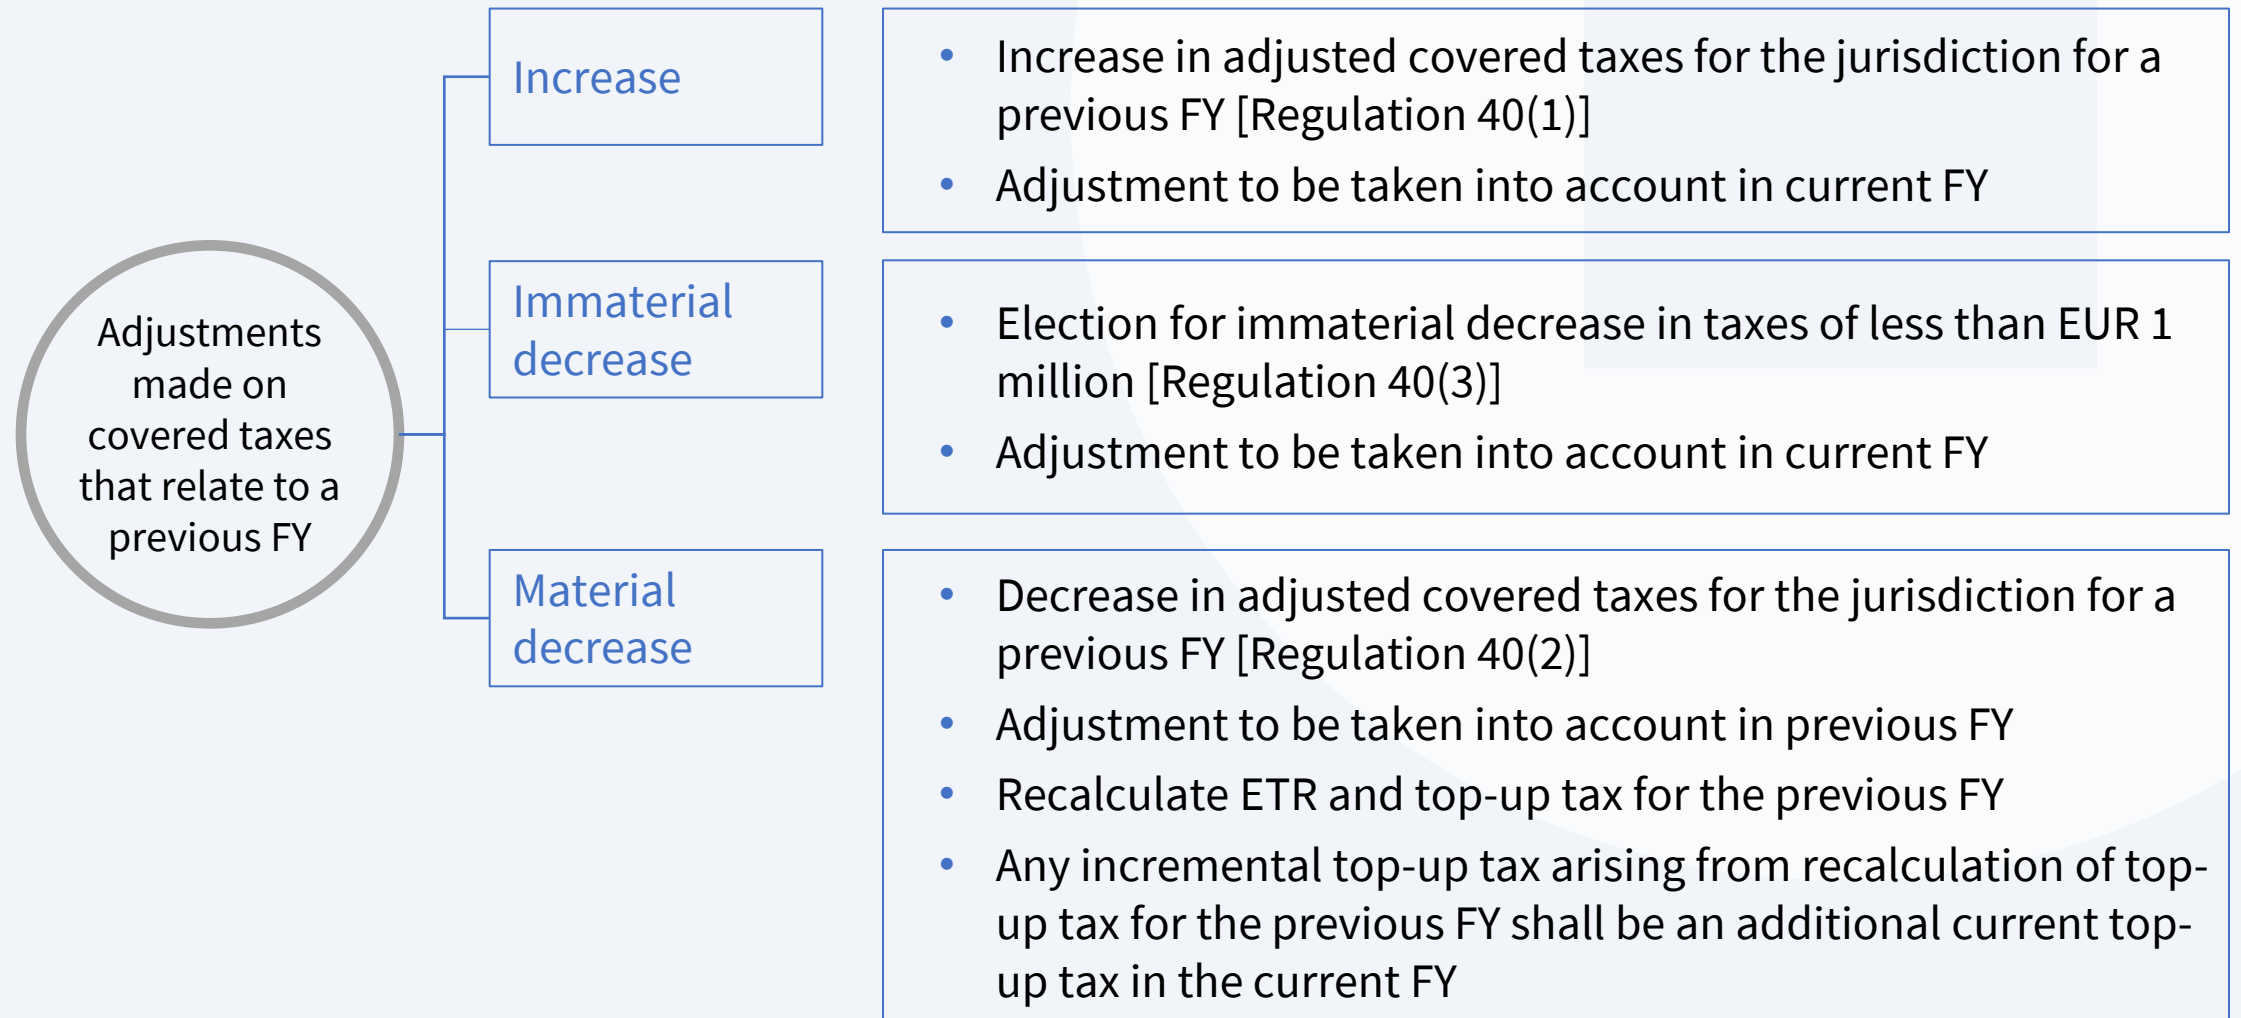 Adjustments
made on
covered taxes
that relate to a
previous FY
Increase
• Increase in adjusted covered taxes for the jurisdiction for a
previous FY [Regulation 40(1)]
• Adjustment to be taken into account in current FY
Immaterial
decrease
• Election for immaterial decrease in taxes of less than EUR 1
million [Regulation 40(3)]
• Adjustment to be taken into account in current FY
Material
decrease
• Decrease in adjusted covered taxes for the jurisdiction for a
previous FY [Regulation 40(2)]
• Adjustment to be taken into account in previous FY
• Recalculate ETR and top-up tax for the previous FY
• Any incremental top-up tax arising from recalculation of top-
up tax for the previous FY shall be an additional current top-
up tax in the current FY